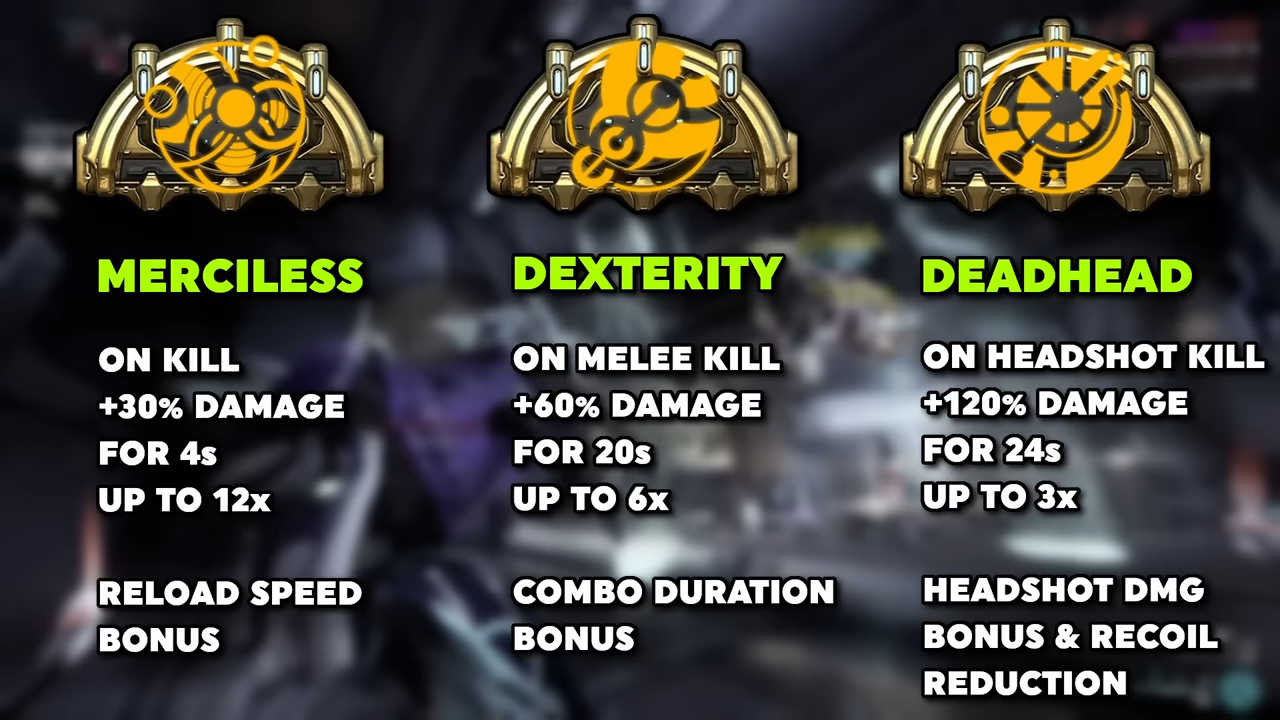 MERCILESS
ON KILL
+30% DAMAGE
FOR 4s
UP TO 12x
RELOAD SPEED
BONUS
DEXTERITY
ON MELEE KILL
+60% DAMAGE
FOR 20s
UP TO 6x
COMBO DURATION
BONUS
DEADHEAD
ON HEADSHOT KILL
+120% DAMAGE
FOR 24s
UP TO 3x
HEADSHOT DMG
BONUS & RECOIL
REDUCTION